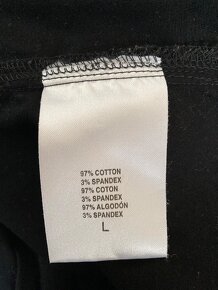 97% COTTON
3% SPANDEX
97% COTON
3% SPANDEX
97% ALGODÓN
3% SPANDEX
L